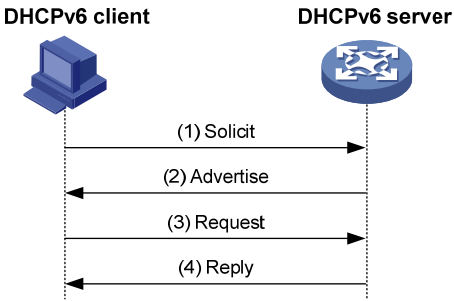 DHCPv6 client DHCPv6 server
(1) Solicit
(2) Advertise
(3) Request
(4) Reply